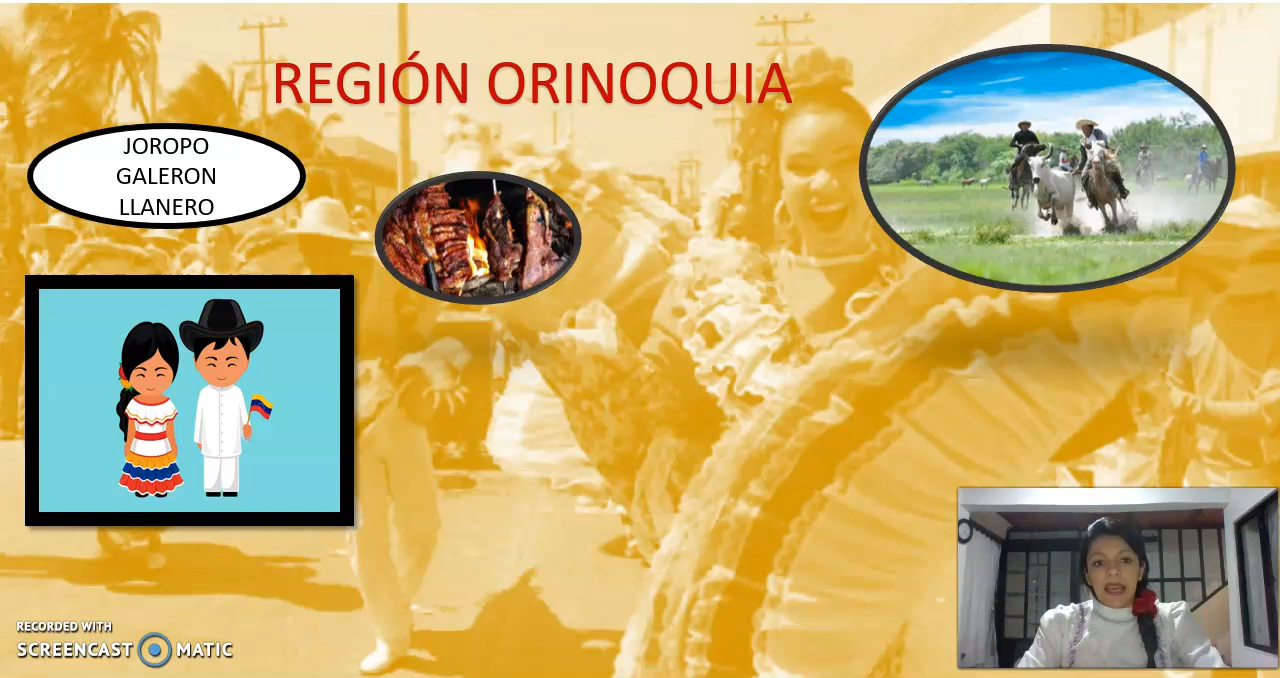 REGIÓN ORINOQUIA
JOROPO
GALERON
LLANERO
RECORDED WITH
SCREENCAST MATIC